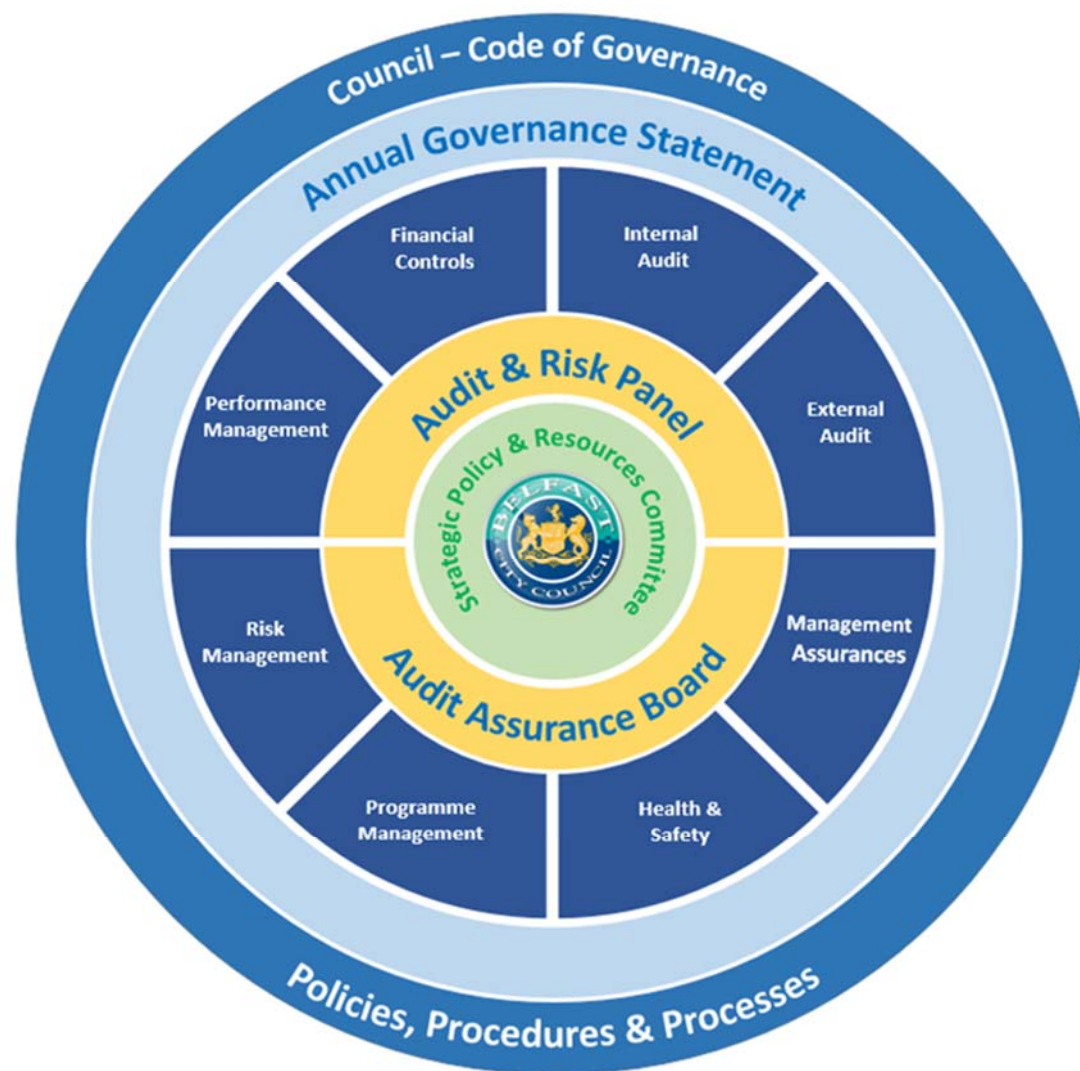 Council – Code of Governance
Annual Governance Statement
Financial
Controls
Internal
Audit
Performance
Management
External
Audit
Audit & Risk Panel
Strategic Policy & Resources Committee
BELFAST
CITY COUNCIL
Risk
Management
Management
Assurances
Audit Assurance Board
Programme
Management
Health &
Safety
Policies, Procedures & Processes